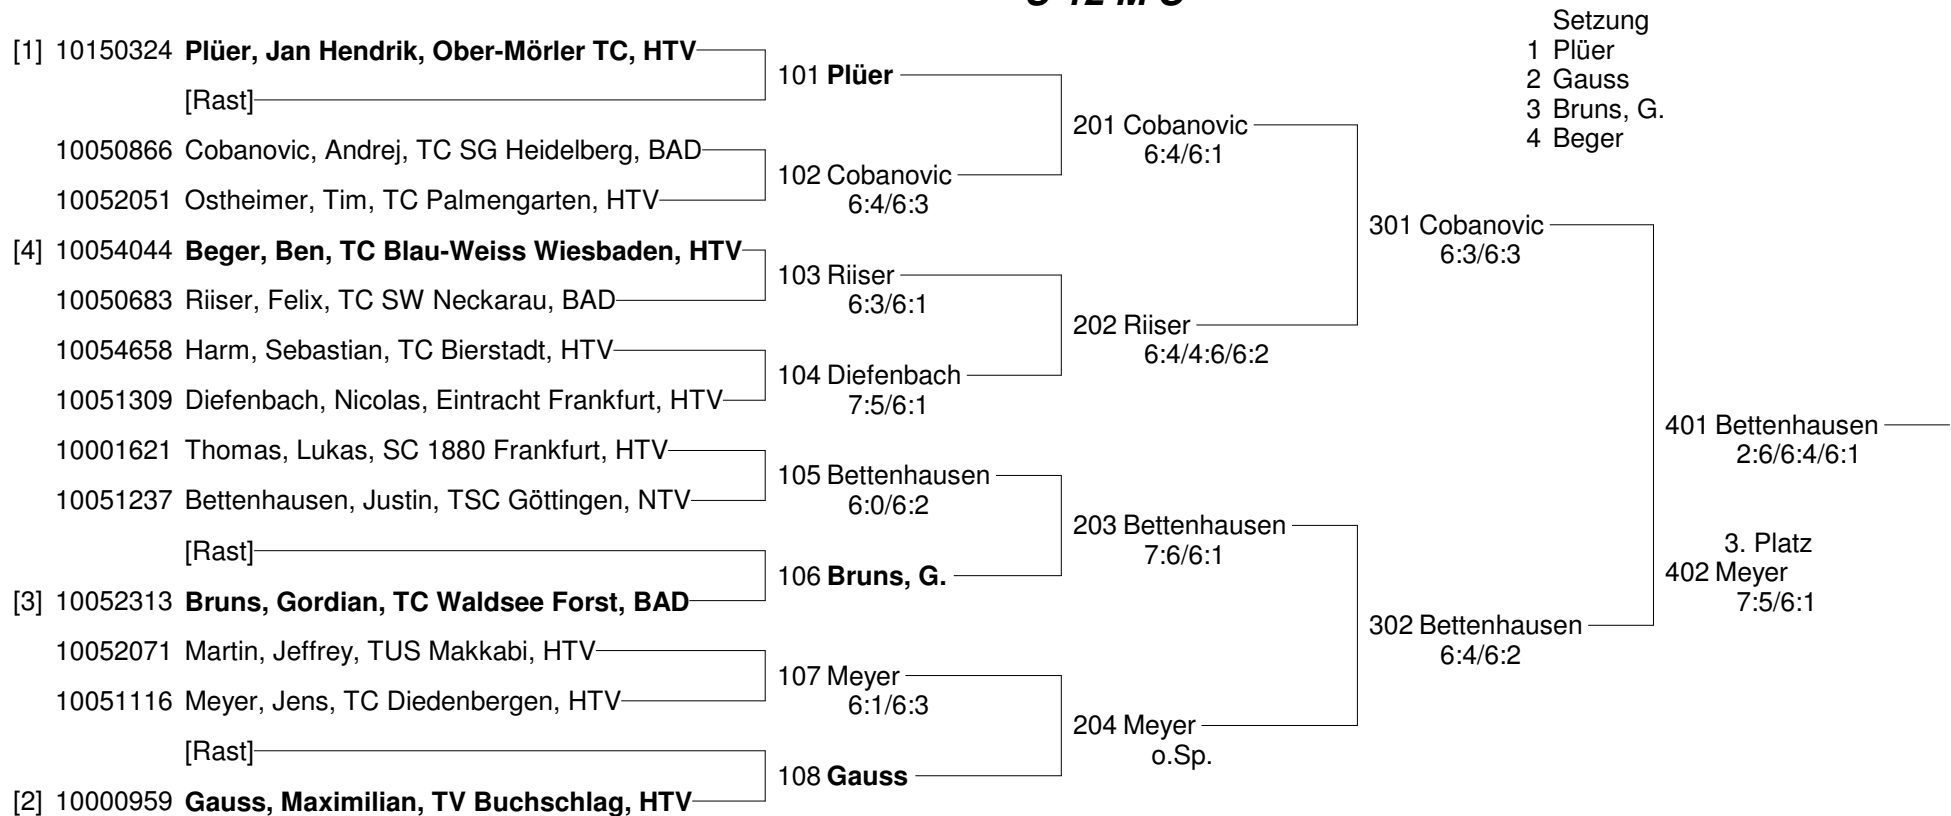 Setzung
1 Plüer
2 Gauss
3 Bruns, G.
4 Beger
[1] 10150324 Plüer, Jan Hendrik, Ober-Mörler TC, HTV
[Rast]
10050866 Cobanovic, Andrej, TC SG Heidelberg, BAD
10052051 Ostheimer, Tim, TC Palmengarten, HTV
[4] 10054044 Beger, Ben, TC Blau-Weiss Wiesbaden, HTV
10050683 Riiser, Felix, TC SW Neckarau, BAD
10054658 Harm, Sebastian, TC Bierstadt, HTV
10051309 Diefenbach, Nicolas, Eintracht Frankfurt, HTV
10001621 Thomas, Lukas, SC 1880 Frankfurt, HTV
10051237 Bettenhausen, Justin, TSC Göttingen, NTV
[Rast]
[3] 10052313 Bruns, Gordian, TC Waldsee Forst, BAD
10052071 Martin, Jeffrey, TUS Makkabi, HTV
10051116 Meyer, Jens, TC Diedenbergen, HTV
[Rast]
[2] 10000959 Gauss, Maximilian, TV Buchschlag, HTV
101 Plüer
102 Cobanovic
6:4/6:3
103 Riiser
6:3/6:1
104 Diefenbach
7:5/6:1
105 Bettenhausen
6:0/6:2
106 Bruns, G.
107 Meyer
6:1/6:3
108 Gauss
201 Cobanovic
6:4/6:1
202 Riiser
6:4/4:6/6:2
203 Bettenhausen
7:6/6:1
204 Meyer
o.Sp.
301 Cobanovic
6:3/6:3
302 Bettenhausen
6:4/6:2
401 Bettenhausen
2:6/6:4/6:1
3. Platz
402 Meyer
7:5/6:1